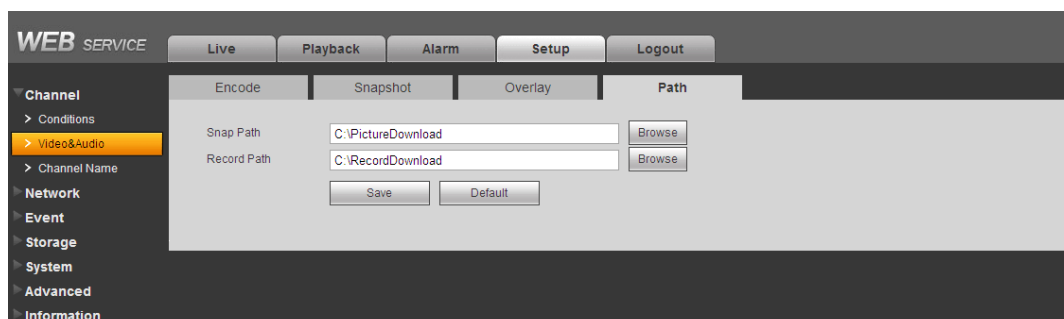 WEB SERVICE
Live Playback Alarm Setup Logout
Encode Snapshot Overlay Path
Channel
Conditions
Video&Audio
Channel Name
Network
Event
Storage
System
Advanced
Information
Snap Path C:\PictureDownload Browse
Record Path C:\RecordDownload Browse
Save Default